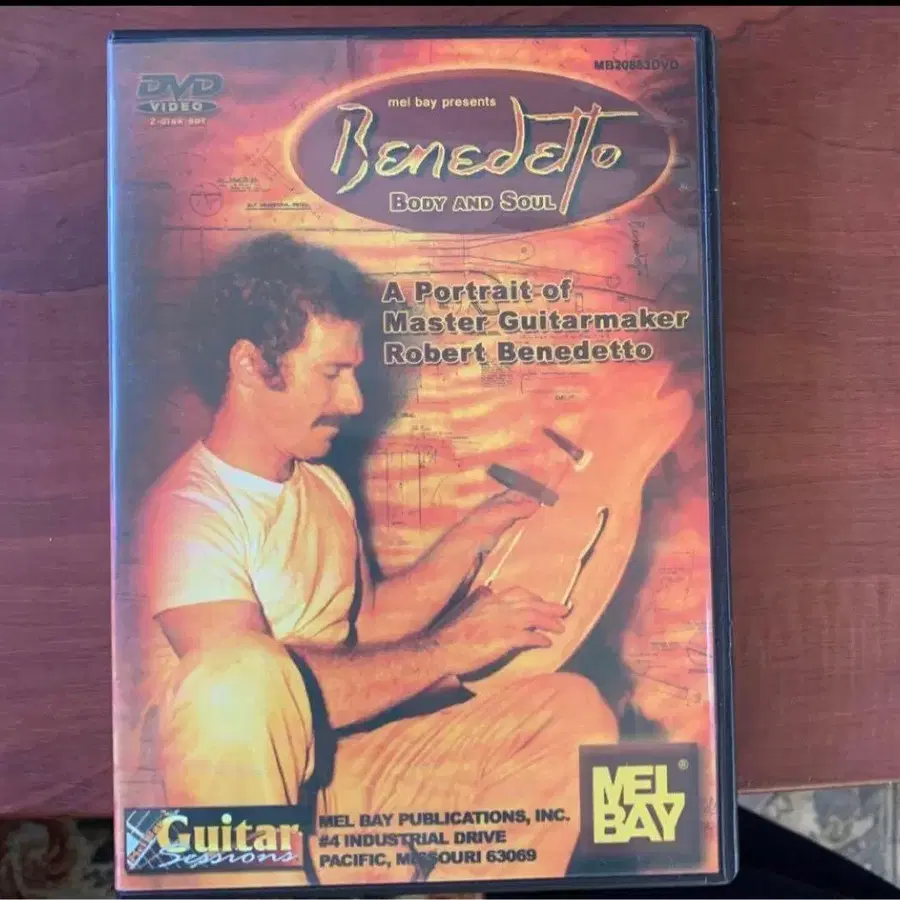 MB20883DVD
DVD
VIDEO
2-DISK SET
mel bay presents
Benedetto
BODY AND SOUL
Benedetto
A Portrait of
Master Guitarmaker
Robert Benedetto
Guitar
Sessions
MEL BAY PUBLICATIONS, INC.
#4 INDUSTRIAL DRIVE
PACIFIC, MISSOURI 63069
MEL
BAY
®